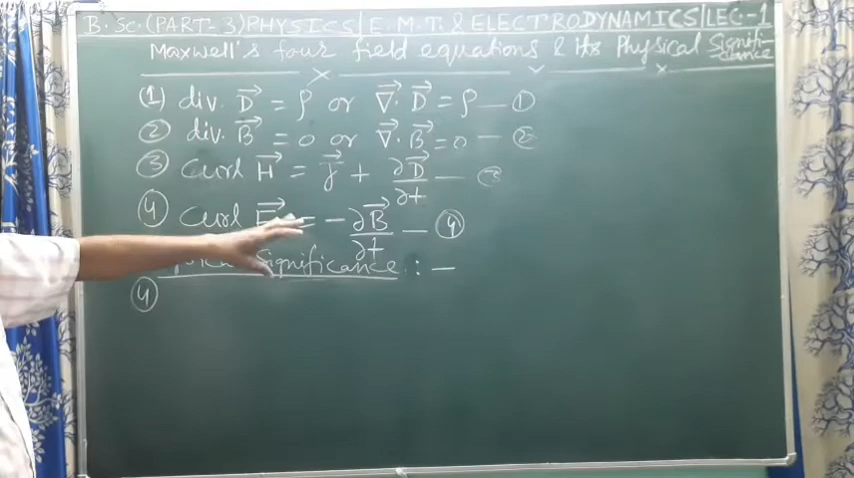 B.Sc.(PART-3)PHYSICS|E.M.T.&ELECTRODYNAMICS|LEC-1
Maxwell's four field equations & its Physical Significance
(1) div. D⃗ = ρ or ∇⃗. D⃗ = ρ — ①
② div. B⃗ = 0 or ∇⃗. B⃗ = 0 — ②
③ Curl H⃗ = J⃗ + ∂D⃗/∂t — ③
④ Curl E⃗ = - ∂B⃗/∂t — ④
Significance : —
④